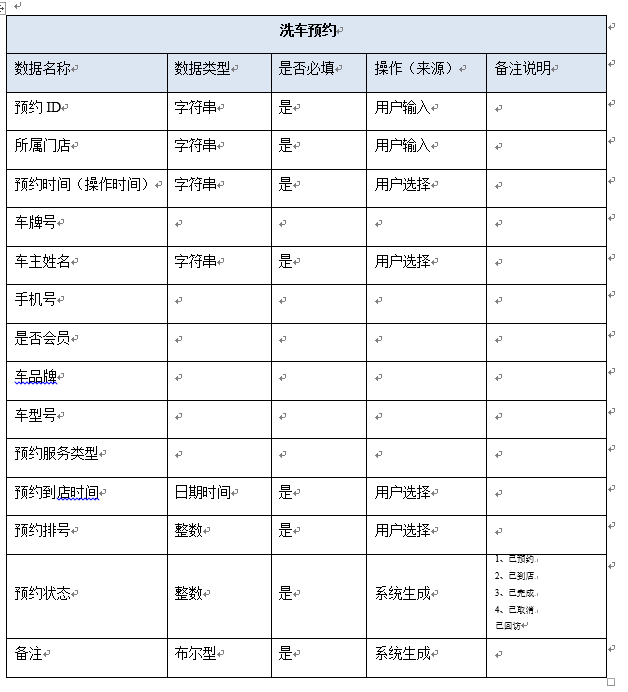 洗车预约
数据名称 数据类型 是否必填 操作（来源） 备注说明
预约 ID 字符串 是 用户输入
所属门店 字符串 是 用户输入
预约时间（操作时间） 字符串 是 用户选择
车牌号
车主姓名 字符串 是 用户选择
手机号
是否会员
车品牌
车型号
预约服务类型
预约到店时间 日期时间 是 用户选择
预约排号 整数 是 用户选择
预约状态 整数 是 系统生成
1、已预约
2、已到店
3、已完成
4、已取消
已回访
备注 布尔型 是 系统生成